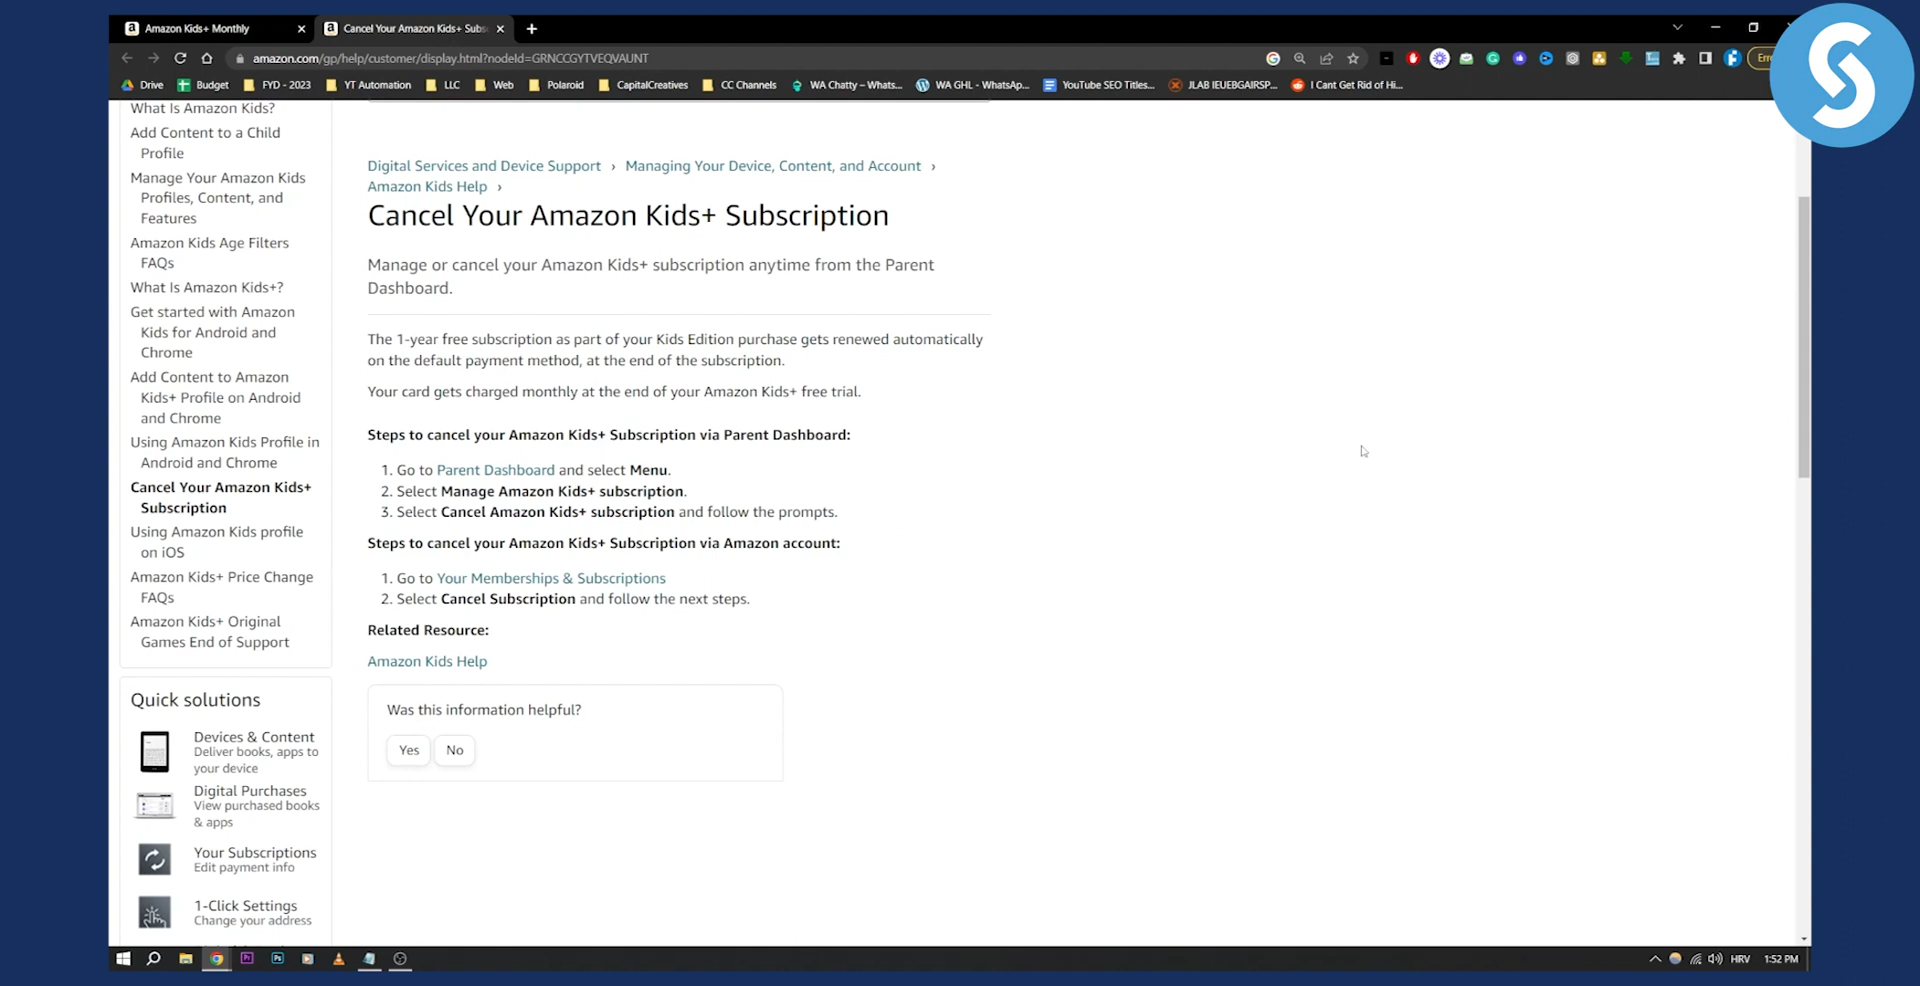 Amazon Kids+ Monthly
Cancel Your Amazon Kids+ Subs
amazon.com/gp/help/customer/display.html?nodeId=GRNCCGYTVEQVAUNT
Drive Budget FYD - 2023 YT Automation LLC Web Polaroid CapitalCreatives CC Channels WA Chatty – Whats... WA GHL - WhatsAp... YouTube SEO Titles... JLAB IEUEBGAIRSP... I Cant Get Rid of Hi...
What Is Amazon Kids?
Add Content to a Child
Profile
Manage Your Amazon Kids
Profiles, Content, and
Features
Amazon Kids Age Filters
FAQs
What Is Amazon Kids+?
Get started with Amazon
Kids for Android and
Chrome
Add Content to Amazon
Kids+ Profile on Android
and Chrome
Using Amazon Kids Profile in
Android and Chrome
Cancel Your Amazon Kids+
Subscription
Using Amazon Kids profile
on iOS
Amazon Kids+ Price Change
FAQs
Amazon Kids+ Original
Games End of Support
Quick solutions
Devices & Content
Deliver books, apps to
your device
Digital Purchases
View purchased books
& apps
Your Subscriptions
Edit payment info
1-Click Settings
Change your address
Digital Services and Device Support › Managing Your Device, Content, and Account ›
Amazon Kids Help ›
Cancel Your Amazon Kids+ Subscription
Manage or cancel your Amazon Kids+ subscription anytime from the Parent
Dashboard.
The 1-year free subscription as part of your Kids Edition purchase gets renewed automatically
on the default payment method, at the end of the subscription.
Your card gets charged monthly at the end of your Amazon Kids+ free trial.
Steps to cancel your Amazon Kids+ Subscription via Parent Dashboard:
1. Go to Parent Dashboard and select Menu.
2. Select Manage Amazon Kids+ subscription.
3. Select Cancel Amazon Kids+ subscription and follow the prompts.
Steps to cancel your Amazon Kids+ Subscription via Amazon account:
1. Go to Your Memberships & Subscriptions
2. Select Cancel Subscription and follow the next steps.
Related Resource:
Amazon Kids Help
Was this information helpful?
Yes No
HRV 1:52 PM